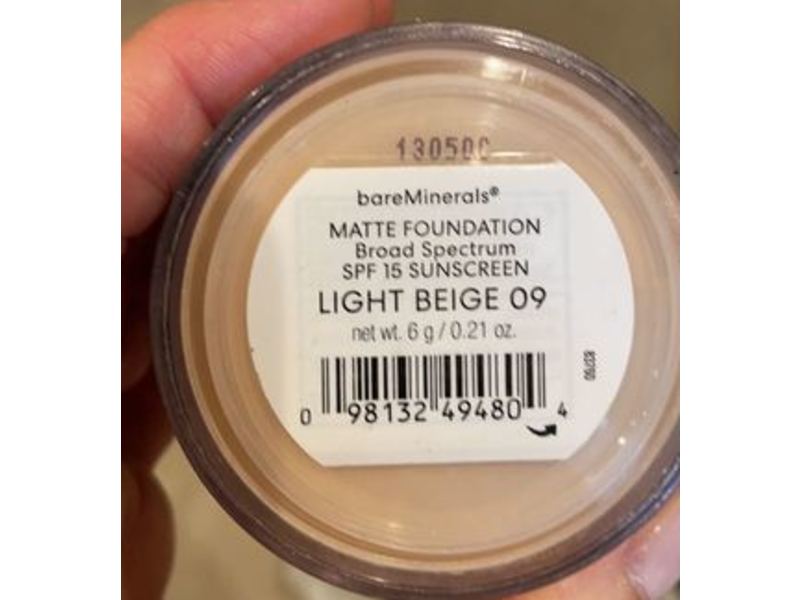 bareMinerals®
MATTE FOUNDATION
Broad Spectrum
SPF 15 SUNSCREEN
LIGHT BEIGE 09
net wt. 6 g / 0.21 oz.
0 98132 49480 4